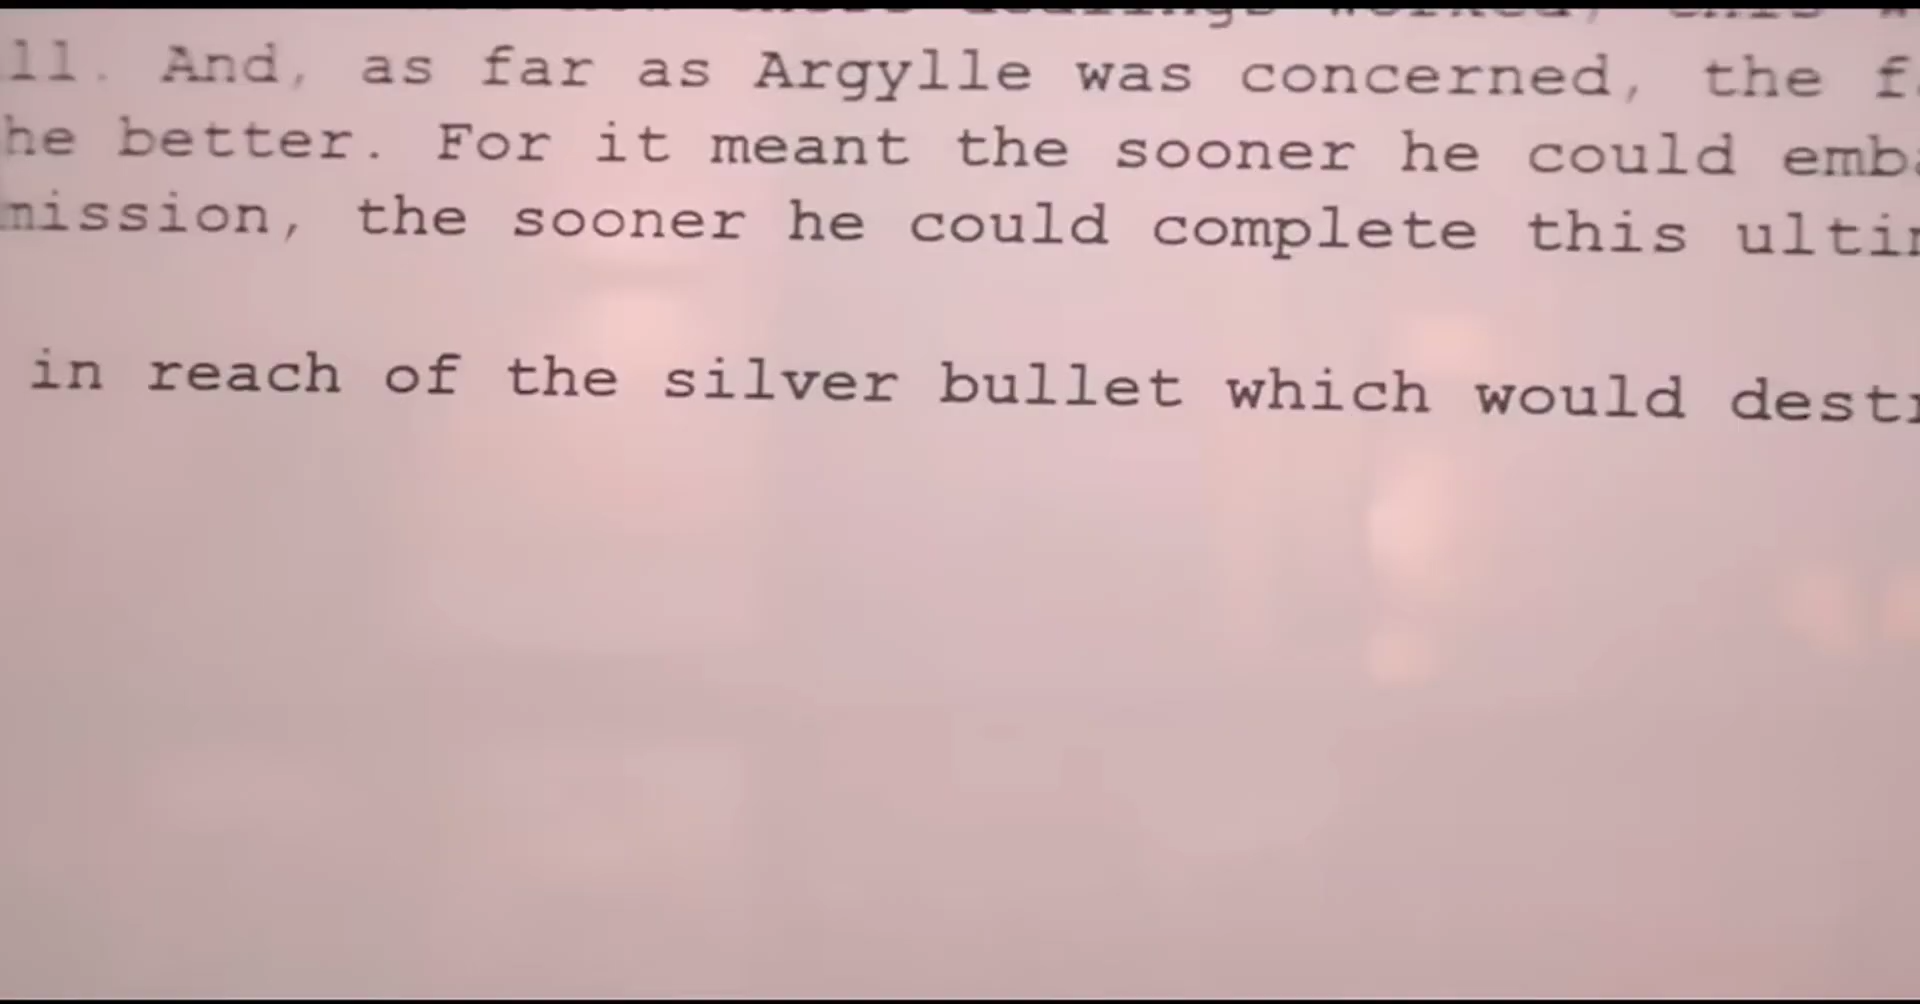 ll. And, as far as Argylle was concerned, the
he better. For it meant the sooner he could
mission, the sooner he could complete this
in reach of the silver bullet which would